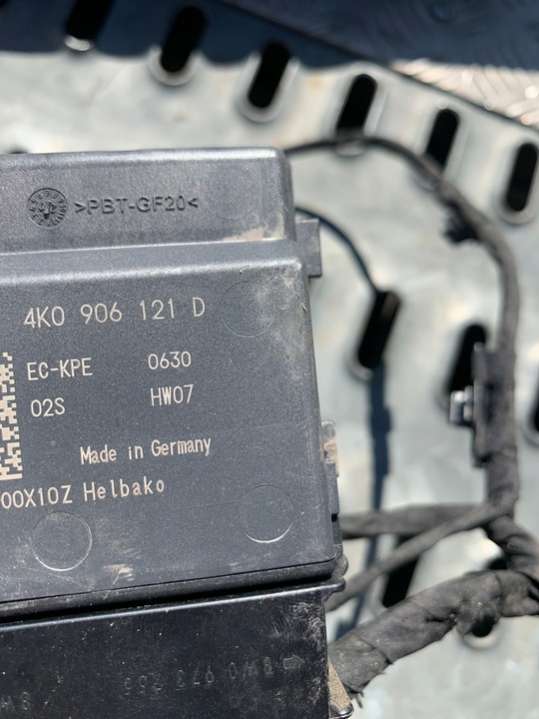 >PBT-GF20<
4K0 906 121 D
EC-KPE 0630
02S HW07
Made in Germany
00X10Z Helbako